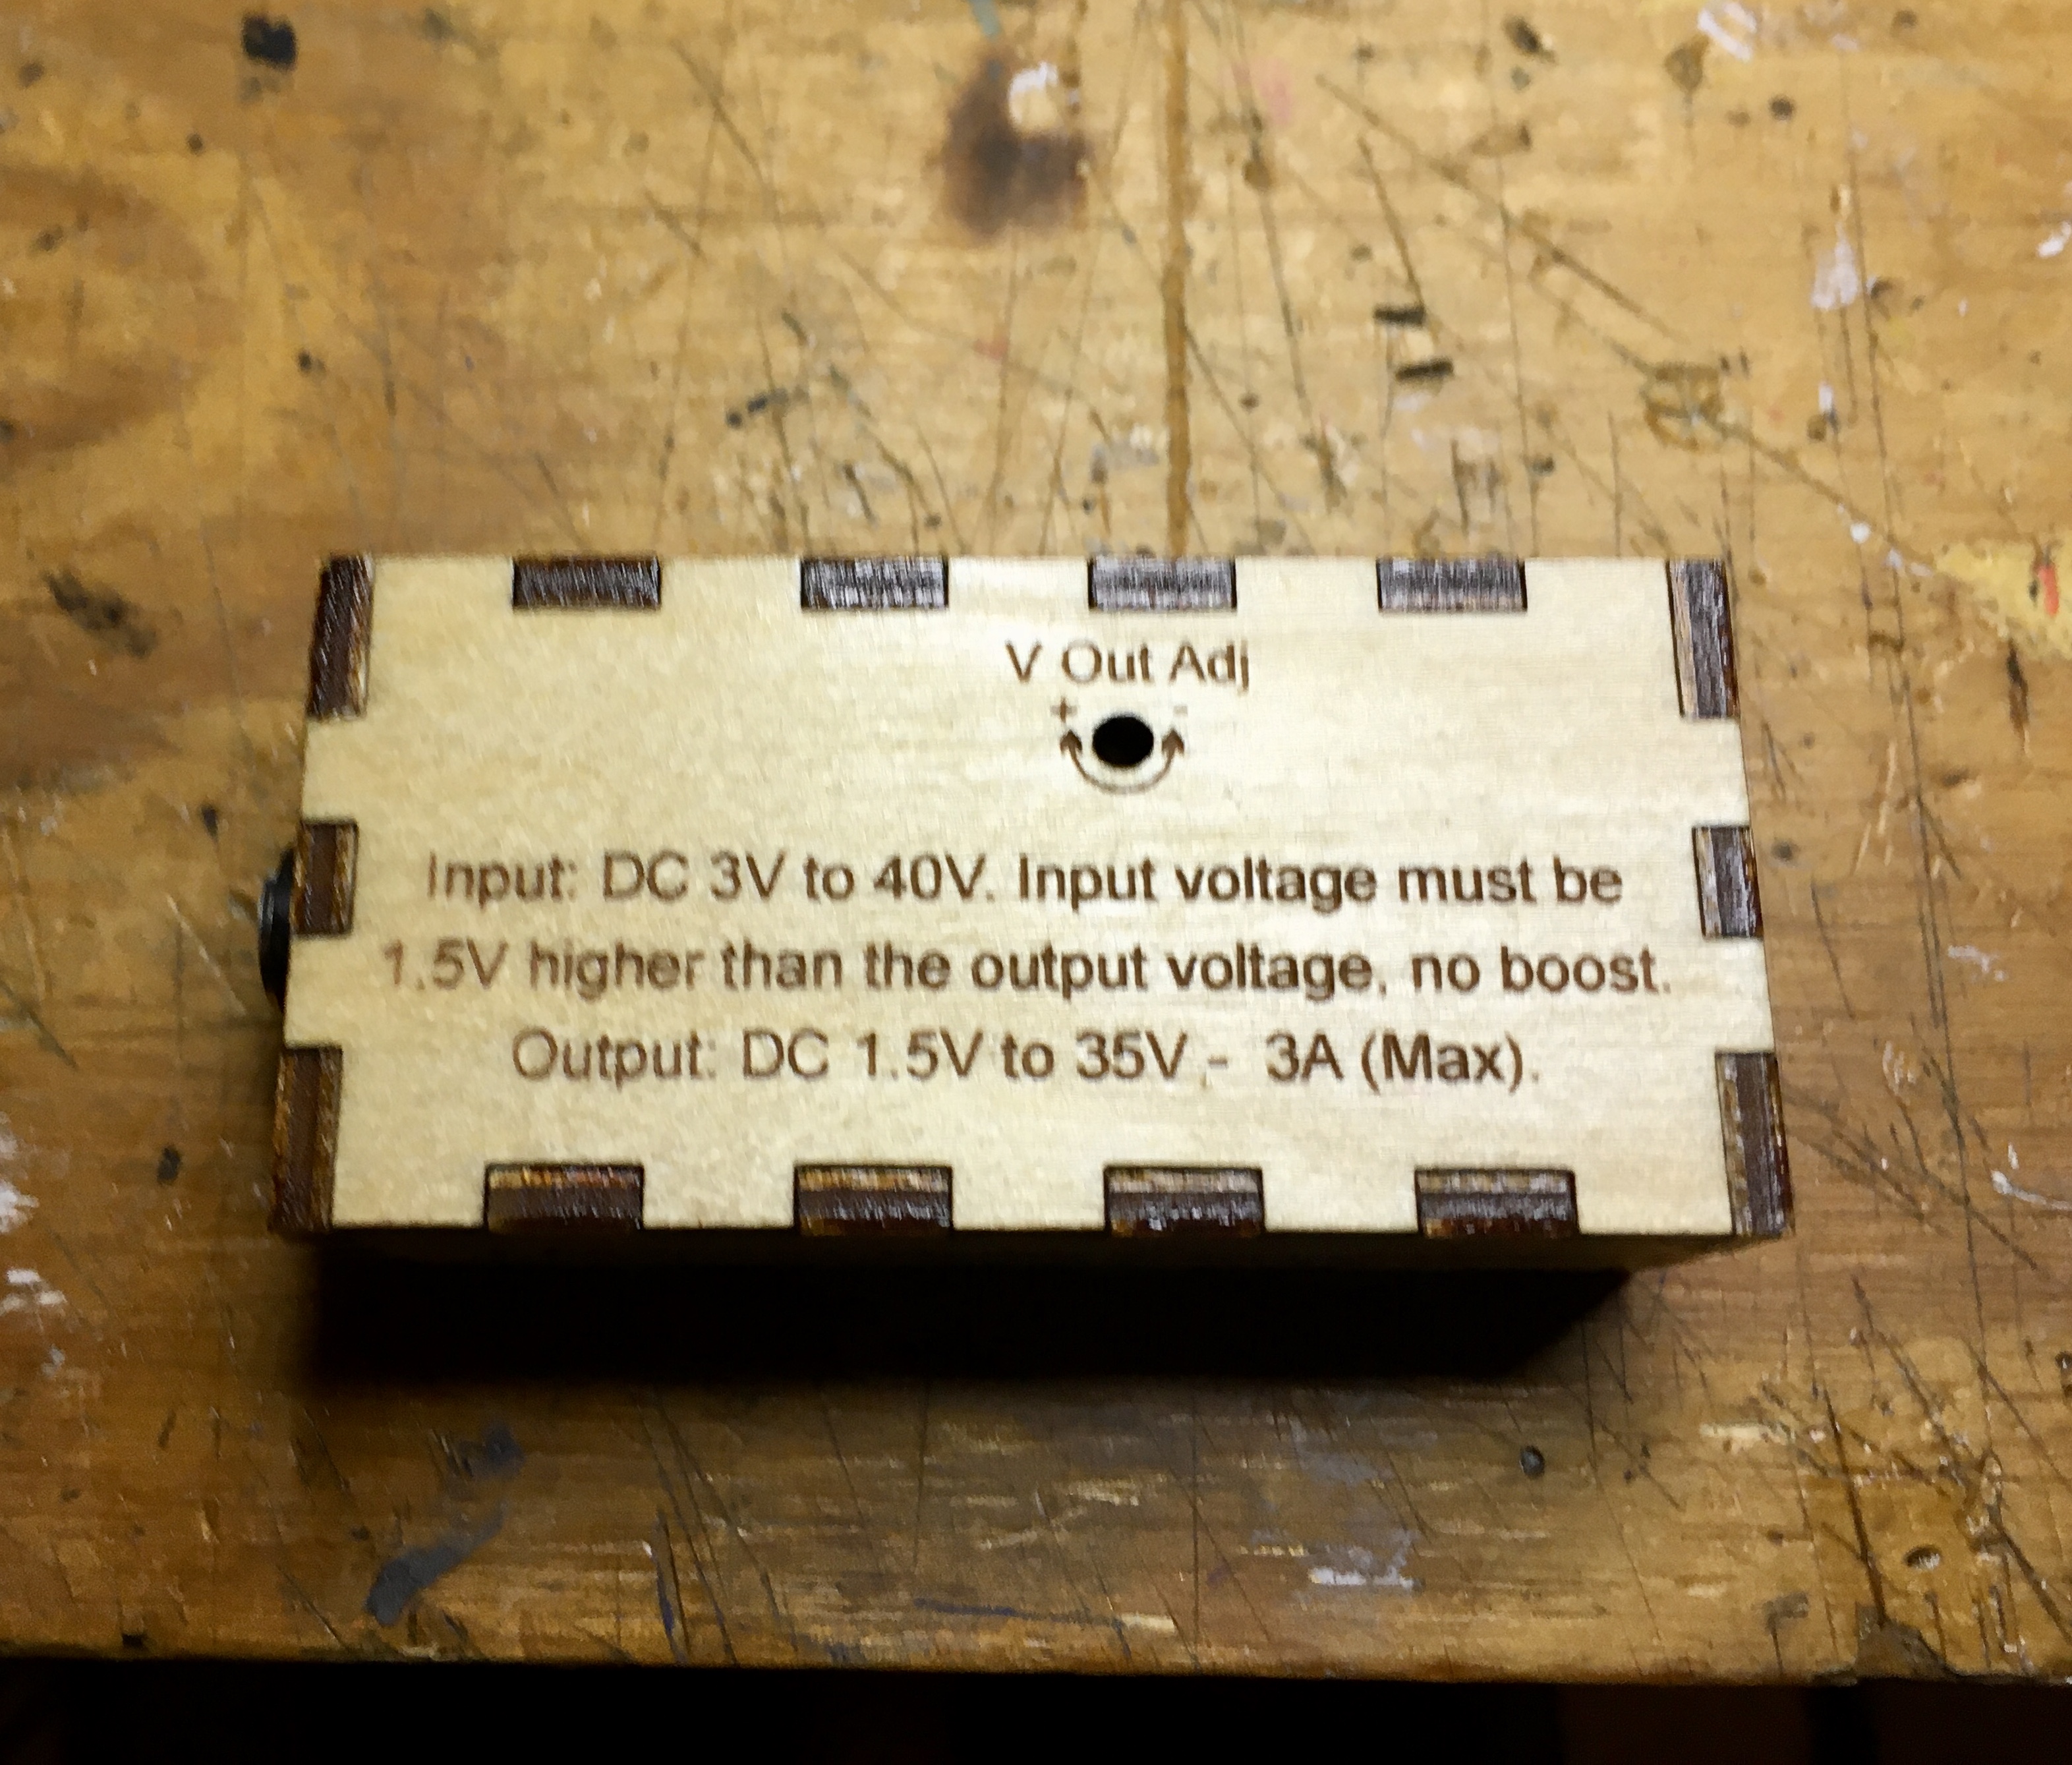 V Out Adj
+ -
Input: DC 3V to 40V. Input voltage must be
1.5V higher than the output voltage, no boost.
Output: DC 1.5V to 35V - 3A (Max).